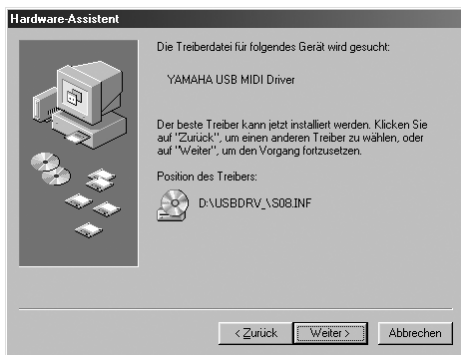 Hardware-Assistent
Die Treiberdatei für folgendes Gerät wird gesucht:
YAMAHA USB MIDI Driver
Der beste Treiber kann jetzt installiert werden. Klicken Sie
auf "Zurück", um einen anderen Treiber zu wählen, oder
auf "Weiter", um den Vorgang fortzusetzen.
Position des Treibers:
D:\USBDRV_\S08.INF
< Zurück
Weiter >
Abbrechen